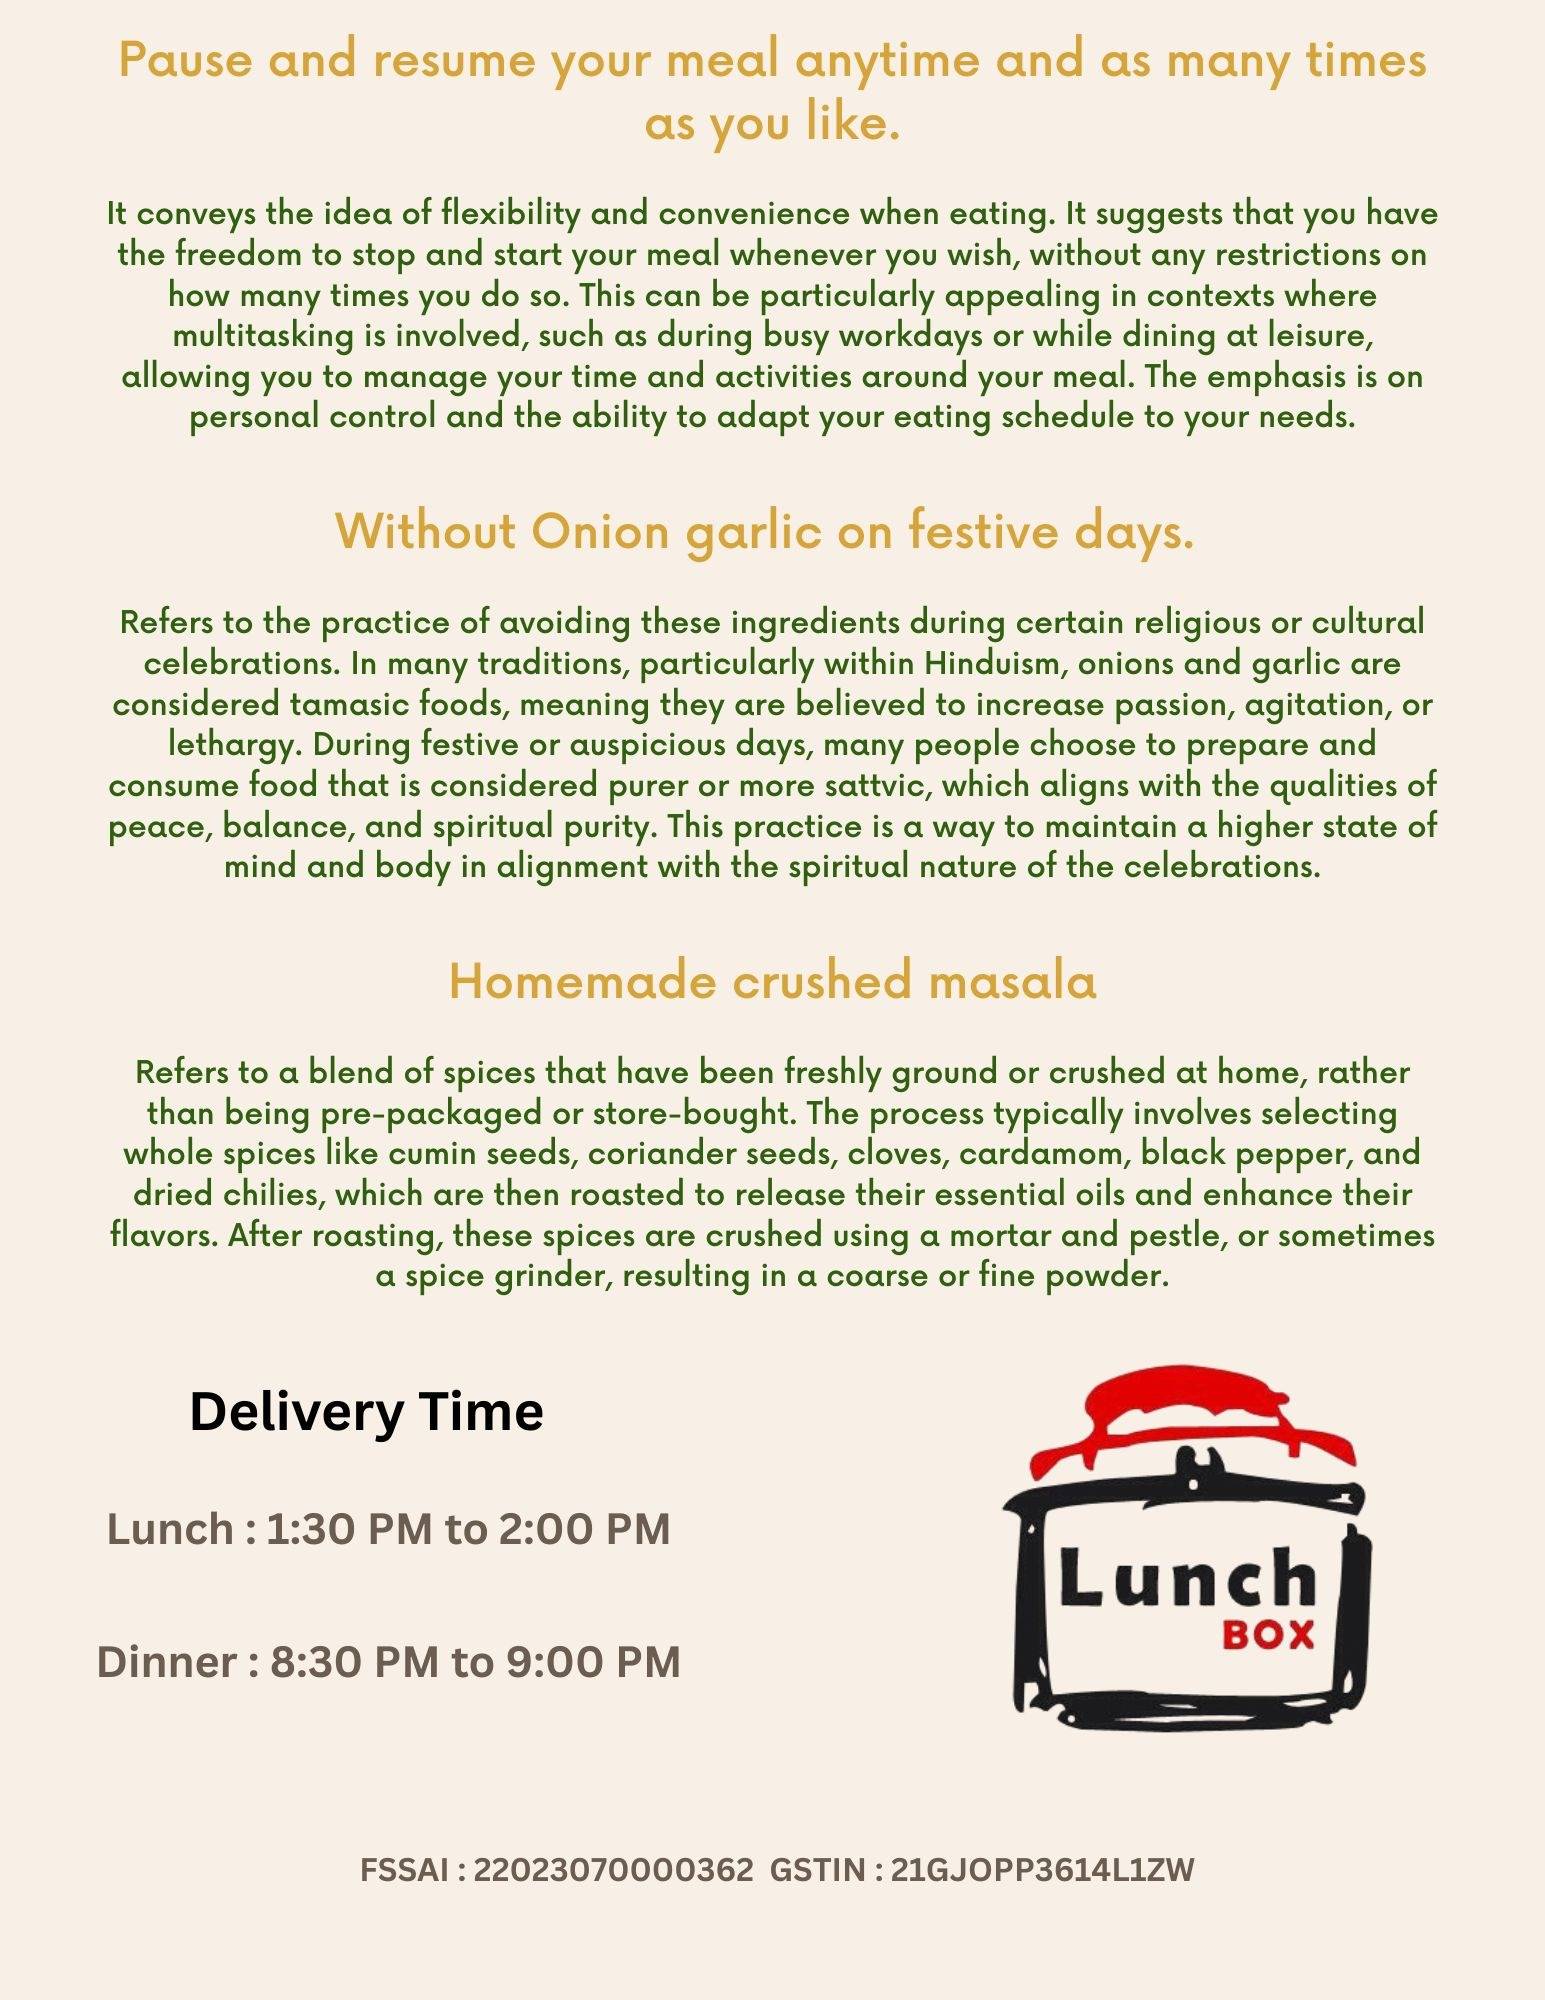 Pause and resume your meal anytime and as many times
as you like.
It conveys the idea of flexibility and convenience when eating. It suggests that you have
the freedom to stop and start your meal whenever you wish, without any restrictions on
how many times you do so. This can be particularly appealing in contexts where
multitasking is involved, such as during busy workdays or while dining at leisure,
allowing you to manage your time and activities around your meal. The emphasis is on
personal control and the ability to adapt your eating schedule to your needs.
Without Onion garlic on festive days.
Refers to the practice of avoiding these ingredients during certain religious or cultural
celebrations. In many traditions, particularly within Hinduism, onions and garlic are
considered tamasic foods, meaning they are believed to increase passion, agitation, or
lethargy. During festive or auspicious days, many people choose to prepare and
consume food that is considered purer or more sattvic, which aligns with the qualities of
peace, balance, and spiritual purity. This practice is a way to maintain a higher state of
mind and body in alignment with the spiritual nature of the celebrations.
Homemade crushed masala
Refers to a blend of spices that have been freshly ground or crushed at home, rather
than being pre-packaged or store-bought. The process typically involves selecting
whole spices like cumin seeds, coriander seeds, cloves, cardamom, black pepper, and
dried chilies, which are then roasted to release their essential oils and enhance their
flavors. After roasting, these spices are crushed using a mortar and pestle, or sometimes
a spice grinder, resulting in a coarse or fine powder.
Delivery Time
Lunch : 1:30 PM to 2:00 PM
Dinner : 8:30 PM to 9:00 PM
Lunch
BOX
FSSAI : 22023070000362 GSTIN : 21GJOPP3614L1ZW